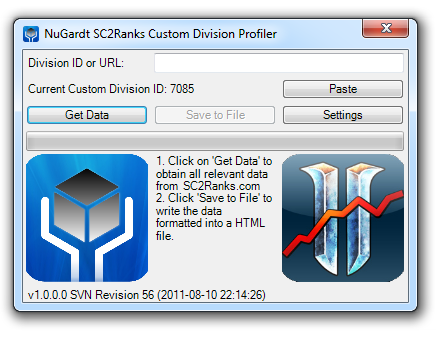 NuGardt SC2Ranks Custom Division Profiler
Division ID or URL:
Current Custom Division ID: 7085
Paste
Get Data
Save to File
Settings
1. Click on 'Get Data' to
obtain all relevant data
from SC2Ranks.com
2. Click 'Save to File' to
write the data
formatted into a HTML
file.
v1.0.0.0 SVN Revision 56 (2011-08-10 22:14:26)